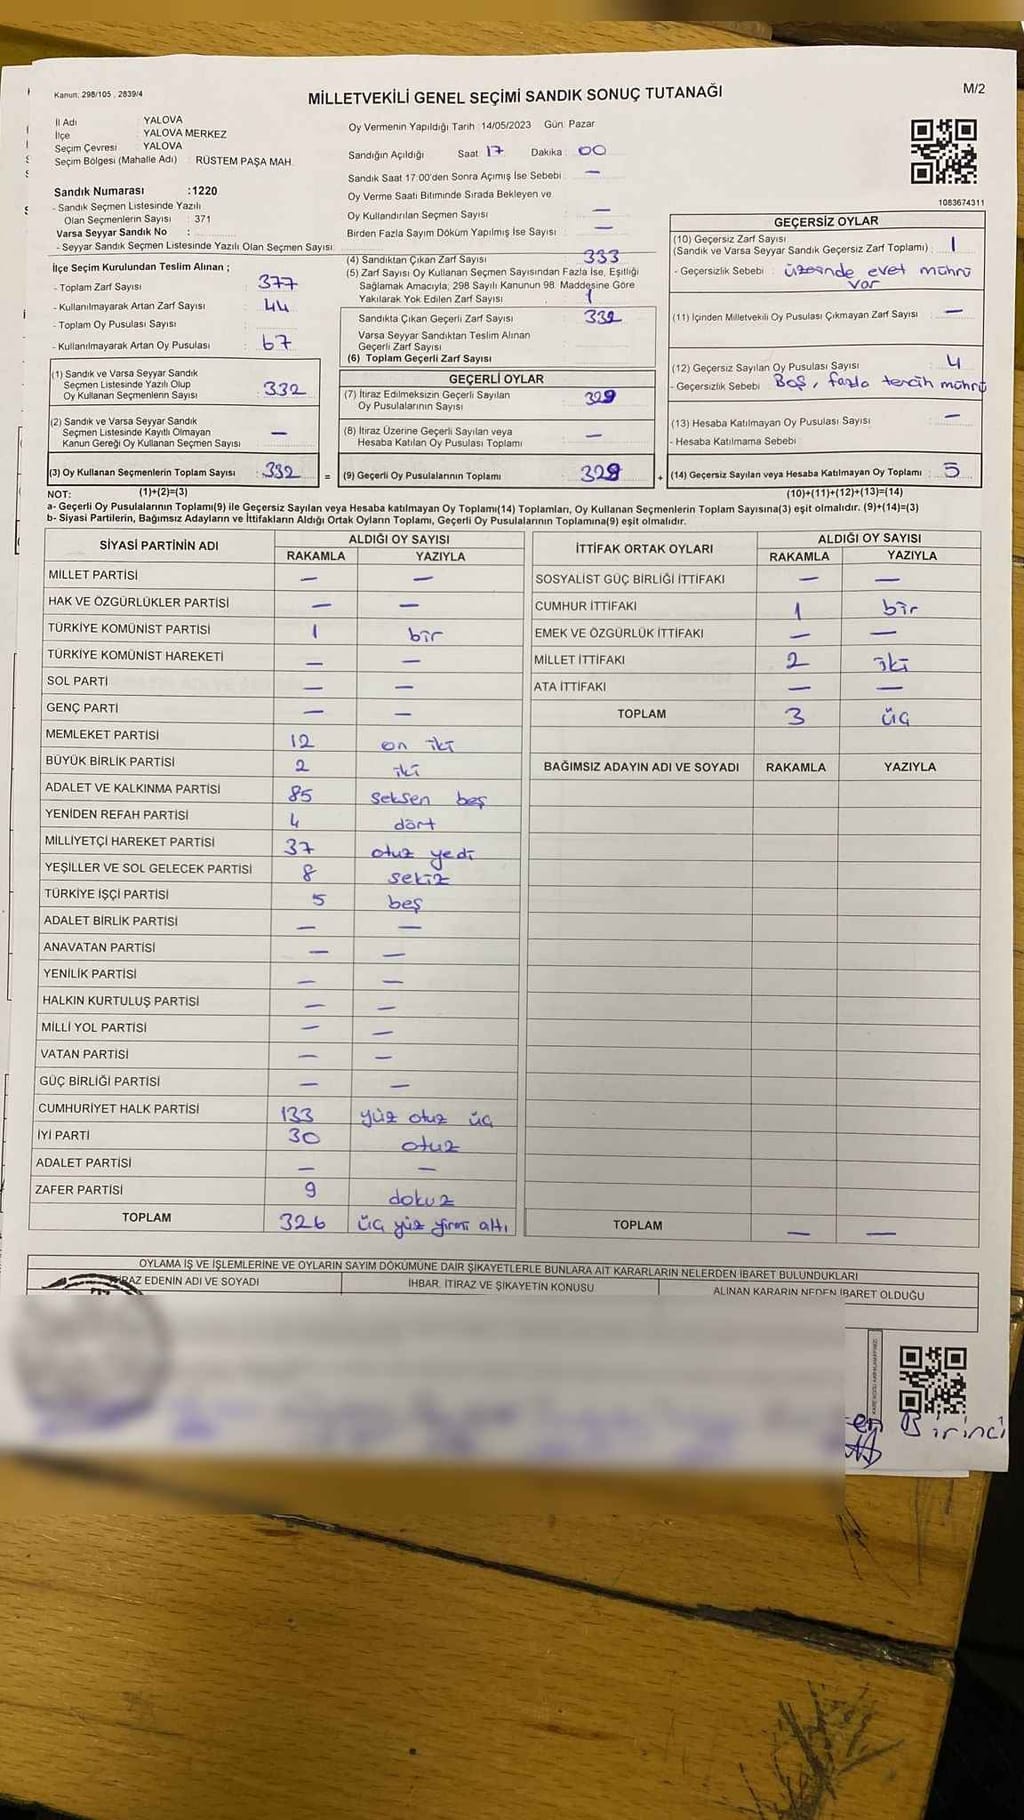 Kanun: 298/105 , 2839/4
MİLLETVEKİLİ GENEL SEÇİMİ SANDIK SONUÇ TUTANAĞI
M/2
İl Adı YALOVA
İlçe YALOVA MERKEZ
Seçim Çevresi YALOVA
Seçim Bölgesi (Mahalle Adı) RÜSTEM PAŞA MAH.
Sandık Numarası :1220
- Sandık Seçmen Listesinde Yazılı
Olan Seçmenlerin Sayısı : 371
Varsa Seyyar Sandık No :
- Seyyar Sandık Seçmen Listesinde Yazılı Olan Seçmen Sayısı
Oy Vermenin Yapıldığı Tarih 14/05/2023 Gün Pazar
Sandığın Açıldığı Saat 17 Dakika 00
Sandık Saat 17:00'den Sonra Açımış İse Sebebi —
Oy Verme Saati Bitiminde Sırada Bekleyen ve
Oy Kullandırılan Seçmen Sayısı —
Birden Fazla Sayım Döküm Yapılmış İse Sayısı —
1083674311
İlçe Seçim Kurulundan Teslim Alınan ;
- Toplam Zarf Sayısı 377
- Kullanılmayarak Artan Zarf Sayısı 44
- Toplam Oy Pusulası Sayısı :
- Kullanılmayarak Artan Oy Pusulası : 67
(1) Sandık ve Varsa Seyyar Sandık
Seçmen Listesinde Yazılı Olup
Oy Kullanan Seçmenlerin Sayısı 332
(2) Sandık ve Varsa Seyyar Sandık
Seçmen Listesinde Kayıtlı Olmayan
Kanun Gereği Oy Kullanan Seçmen Sayısı —
(3) Oy Kullanan Seçmenlerin Toplam Sayısı 332
(4) Sandıktan Çıkan Zarf Sayısı 333
(5) Zarf Sayısı Oy Kullanan Seçmen Sayısından Fazla İse, Eşitliği
Sağlamak Amacıyla; 298 Sayılı Kanunun 98. Maddesine Göre
Yakılarak Yok Edilen Zarf Sayısı 1
Sandıkta Çıkan Geçerli Zarf Sayısı : 332
Varsa Seyyar Sandıktan Teslim Alınan
Geçerli Zarf Sayısı
(6) Toplam Geçerli Zarf Sayısı
GEÇERLİ OYLAR
(7) İtiraz Edilmeksizin Geçerli Sayılan
Oy Pusulalarının Sayısı
(8) İtiraz Üzerine Geçerli Sayılan veya
Hesaba Katılan Oy Pusulası Toplamı —
= (9) Geçerli Oy Pusulalarının Toplamı
GEÇERSİZ OYLAR
(10) Geçersiz Zarf Sayısı
(Sandık ve Varsa Seyyar Sandık Geçersiz Zarf Toplamı) : 1
- Geçersizlik Sebebi : üzerinde evet mührü
var
(11) İçinden Milletvekili Oy Pusulası Çıkmayan Zarf Sayısı —
(12) Geçersiz Sayılan Oy Pusulası Sayısı 4
- Geçersizlik Sebebi Boş, fazla tercih mührü
(13) Hesaba Katılmayan Oy Pusulası Sayısı —
- Hesaba Katılmama Sebebi
+ (14) Geçersiz Sayılan veya Hesaba Katılmayan Oy Toplamı : 5
NOT: (1)+(2)=(3) (10)+(11)+(12)+(13)=(14)
a- Geçerli Oy Pusulalarının Toplamı(9) ile Geçersiz Sayılan veya Hesaba katılmayan Oy Toplamı(14) Toplamları, Oy Kullanan Seçmenlerin Toplam Sayısına(3) eşit olmalıdır. (9)+(14)=(3)
b- Siyasi Partilerin, Bağımsız Adayların ve İttifakların Aldığı Ortak Oyların Toplamı, Geçerli Oy Pusulalarının Toplamına(9) eşit olmalıdır.
SİYASİ PARTİNİN ADI ALDIĞI OY SAYISI
RAKAMLA YAZIYLA
MİLLET PARTİSİ — —
HAK VE ÖZGÜRLÜKLER PARTİSİ — —
TÜRKİYE KOMÜNİST PARTİSİ 1 bir
TÜRKİYE KOMÜNİST HAREKETİ — —
SOL PARTİ — —
GENÇ PARTİ — —
MEMLEKET PARTİSİ 12 on iki
BÜYÜK BİRLİK PARTİSİ 2 iki
ADALET VE KALKINMA PARTİSİ 85 seksen beş
YENİDEN REFAH PARTİSİ 4 dört
MİLLİYETÇİ HAREKET PARTİSİ 37 otuz yedi
YEŞİLLER VE SOL GELECEK PARTİSİ 8 sekiz
TÜRKİYE İŞÇİ PARTİSİ 5 beş
ADALET BİRLİK PARTİSİ — —
ANAVATAN PARTİSİ — —
YENİLİK PARTİSİ — —
HALKIN KURTULUŞ PARTİSİ — —
MİLLİ YOL PARTİSİ — —
VATAN PARTİSİ — —
GÜÇ BİRLİĞİ PARTİSİ — —
CUMHURİYET HALK PARTİSİ 133 yüz otuz üç
İYİ PARTİ 30 otuz
ADALET PARTİSİ — —
ZAFER PARTİSİ 9 dokuz
TOPLAM 326 üç yüz yirmi altı
İTTİFAK ORTAK OYLARI ALDIĞI OY SAYISI
RAKAMLA YAZIYLA
SOSYALİST GÜÇ BİRLİĞİ İTTİFAKI — —
CUMHUR İTTİFAKI 1 bir
EMEK VE ÖZGÜRLÜK İTTİFAKI — —
MİLLET İTTİFAKI 2 iki
ATA İTTİFAKI — —
TOPLAM 3 üç
BAĞIMSIZ ADAYIN ADI VE SOYADI RAKAMLA YAZIYLA
TOPLAM — —
OYLAMA İŞ VE İŞLEMLERİNE VE OYLARIN SAYIM DÖKÜMÜNE DAİR ŞİKAYETLERLE BUNLARA AİT KARARLARIN NELERDEN İBARET BULUNDUKLARI
RAZ EDENİN ADI VE SOYADI İHBAR, İTİRAZ VE ŞİKAYETİN KONUSU ALINAN KARARIN NEDEN İBARET OLDUĞU
en Birinci